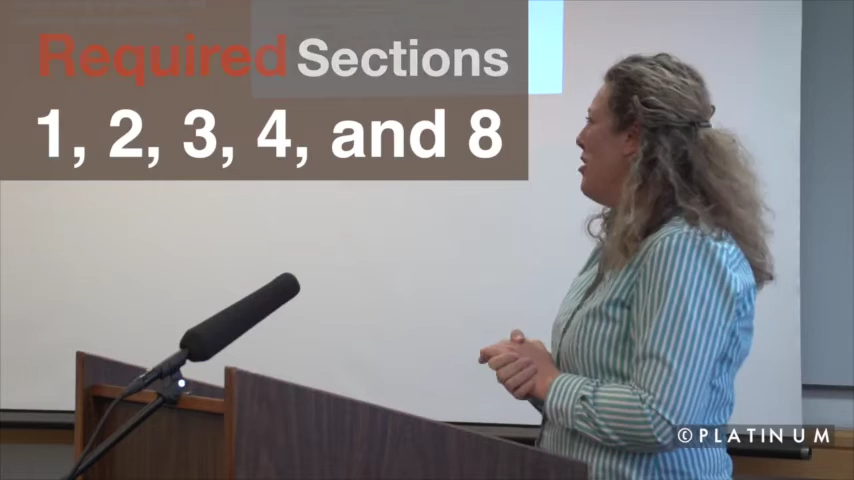 Required Sections
1, 2, 3, 4, and 8
©PLATINUM